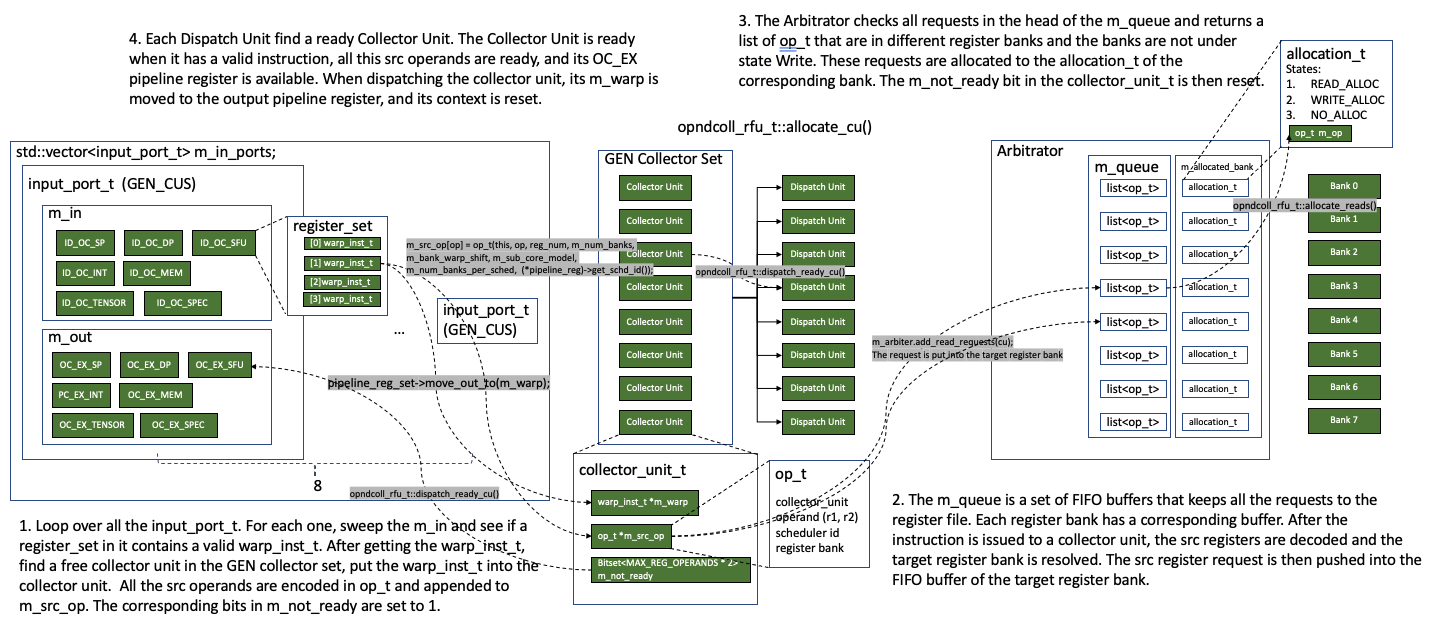 4. Each Dispatch Unit find a ready Collector Unit. The Collector Unit is ready
when it has a valid instruction, all this src operands are ready, and its OC_EX
pipeline register is available. When dispatching the collector unit, its m_warp is
moved to the output pipeline register, and its context is reset.
3. The Arbitrator checks all requests in the head of the m_queue and returns a
list of op_t that are in different register banks and the banks are not under
state Write. These requests are allocated to the allocation_t of the
corresponding bank. The m_not_ready bit in the collector_unit_t is then reset.
allocation_t
States:
1. READ_ALLOC
2. WRITE_ALLOC
3. NO_ALLOC
op_t m_op
opndcoll_rfu_t::allocate_cu()
std::vector<input_port_t> m_in_ports;
input_port_t (GEN_CUS)
m_in
ID_OC_SP
ID_OC_DP
ID_OC_SFU
ID_OC_INT
ID_OC_MEM
ID_OC_TENSOR
ID_OC_SPEC
m_out
OC_EX_SP
OC_EX_DP
OC_EX_SFU
PC_EX_INT
OC_EX_MEM
OC_EX_TENSOR
OC_EX_SPEC
register_set
[0] warp_inst_t
[1] warp_inst_t
[2]warp_inst_t
[3] warp_inst_t
...
input_port_t
(GEN_CUS)
8
m_src_op[op] = op_t(this, op, reg_num, m_num_banks,
m_bank_warp_shift, m_sub_core_model,
m_num_banks_per_sched, (*pipeline_reg)->get_schd_id());
pipeline_reg_set->move_out_to(m_warp);
opndcoll_rfu_t::dispatch_ready_cu()
GEN Collector Set
Collector Unit
Collector Unit
Collector Unit
Collector Unit
Collector Unit
Collector Unit
Collector Unit
Collector Unit
opndcoll_rfu_t::dispatch_ready_cu()
Dispatch Unit
Dispatch Unit
Dispatch Unit
Dispatch Unit
Dispatch Unit
Dispatch Unit
Dispatch Unit
Dispatch Unit
m_arbiter.add_read_requests(cu);
The request is put into the target register bank
Arbitrator
m_queue
list<op_t>
list<op_t>
list<op_t>
list<op_t>
list<op_t>
list<op_t>
list<op_t>
list<op_t>
m_allocated_bank
allocation_t
allocation_t
allocation_t
allocation_t
allocation_t
allocation_t
allocation_t
allocation_t
opndcoll_rfu_t::allocate_reads()
Bank 0
Bank 1
Bank 2
Bank 3
Bank 4
Bank 5
Bank 6
Bank 7
collector_unit_t
warp_inst_t *m_warp
op_t *m_src_op
Bitset<MAX_REG_OPERANDS * 2>
m_not_ready
op_t
collector_unit
operand (r1, r2)
scheduler id
register bank
1. Loop over all the input_port_t. For each one, sweep the m_in and see if a
register_set in it contains a valid warp_inst_t. After getting the warp_inst_t,
find a free collector unit in the GEN collector set, put the warp_inst_t into the
collector unit. All the src operands are encoded in op_t and appended to
m_src_op. The corresponding bits in m_not_ready are set to 1.
2. The m_queue is a set of FIFO buffers that keeps all the requests to the
register file. Each register bank has a corresponding buffer. After the
instruction is issued to a collector unit, the src registers are decoded and the
target register bank is resolved. The src register request is then pushed into the
FIFO buffer of the target register bank.